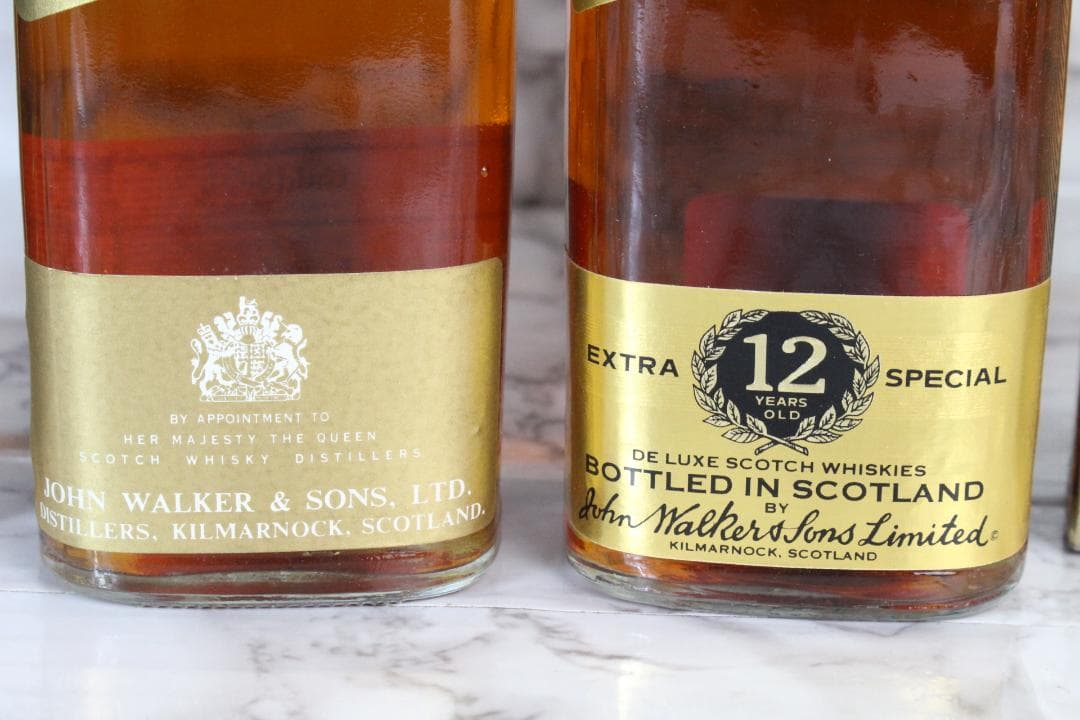 BY APPOINTMENT TO
HER MAJESTY THE QUEEN
SCOTCH WHISKY DISTILLERS
JOHN WALKER & SONS, LTD.
DISTILLERS, KILMARNOCK, SCOTLAND.
EXTRA 12 SPECIAL
YEARS
OLD
DE LUXE SCOTCH WHISKIES
BOTTLED IN SCOTLAND
BY
John Walker & Sons Limited ©
KILMARNOCK, SCOTLAND